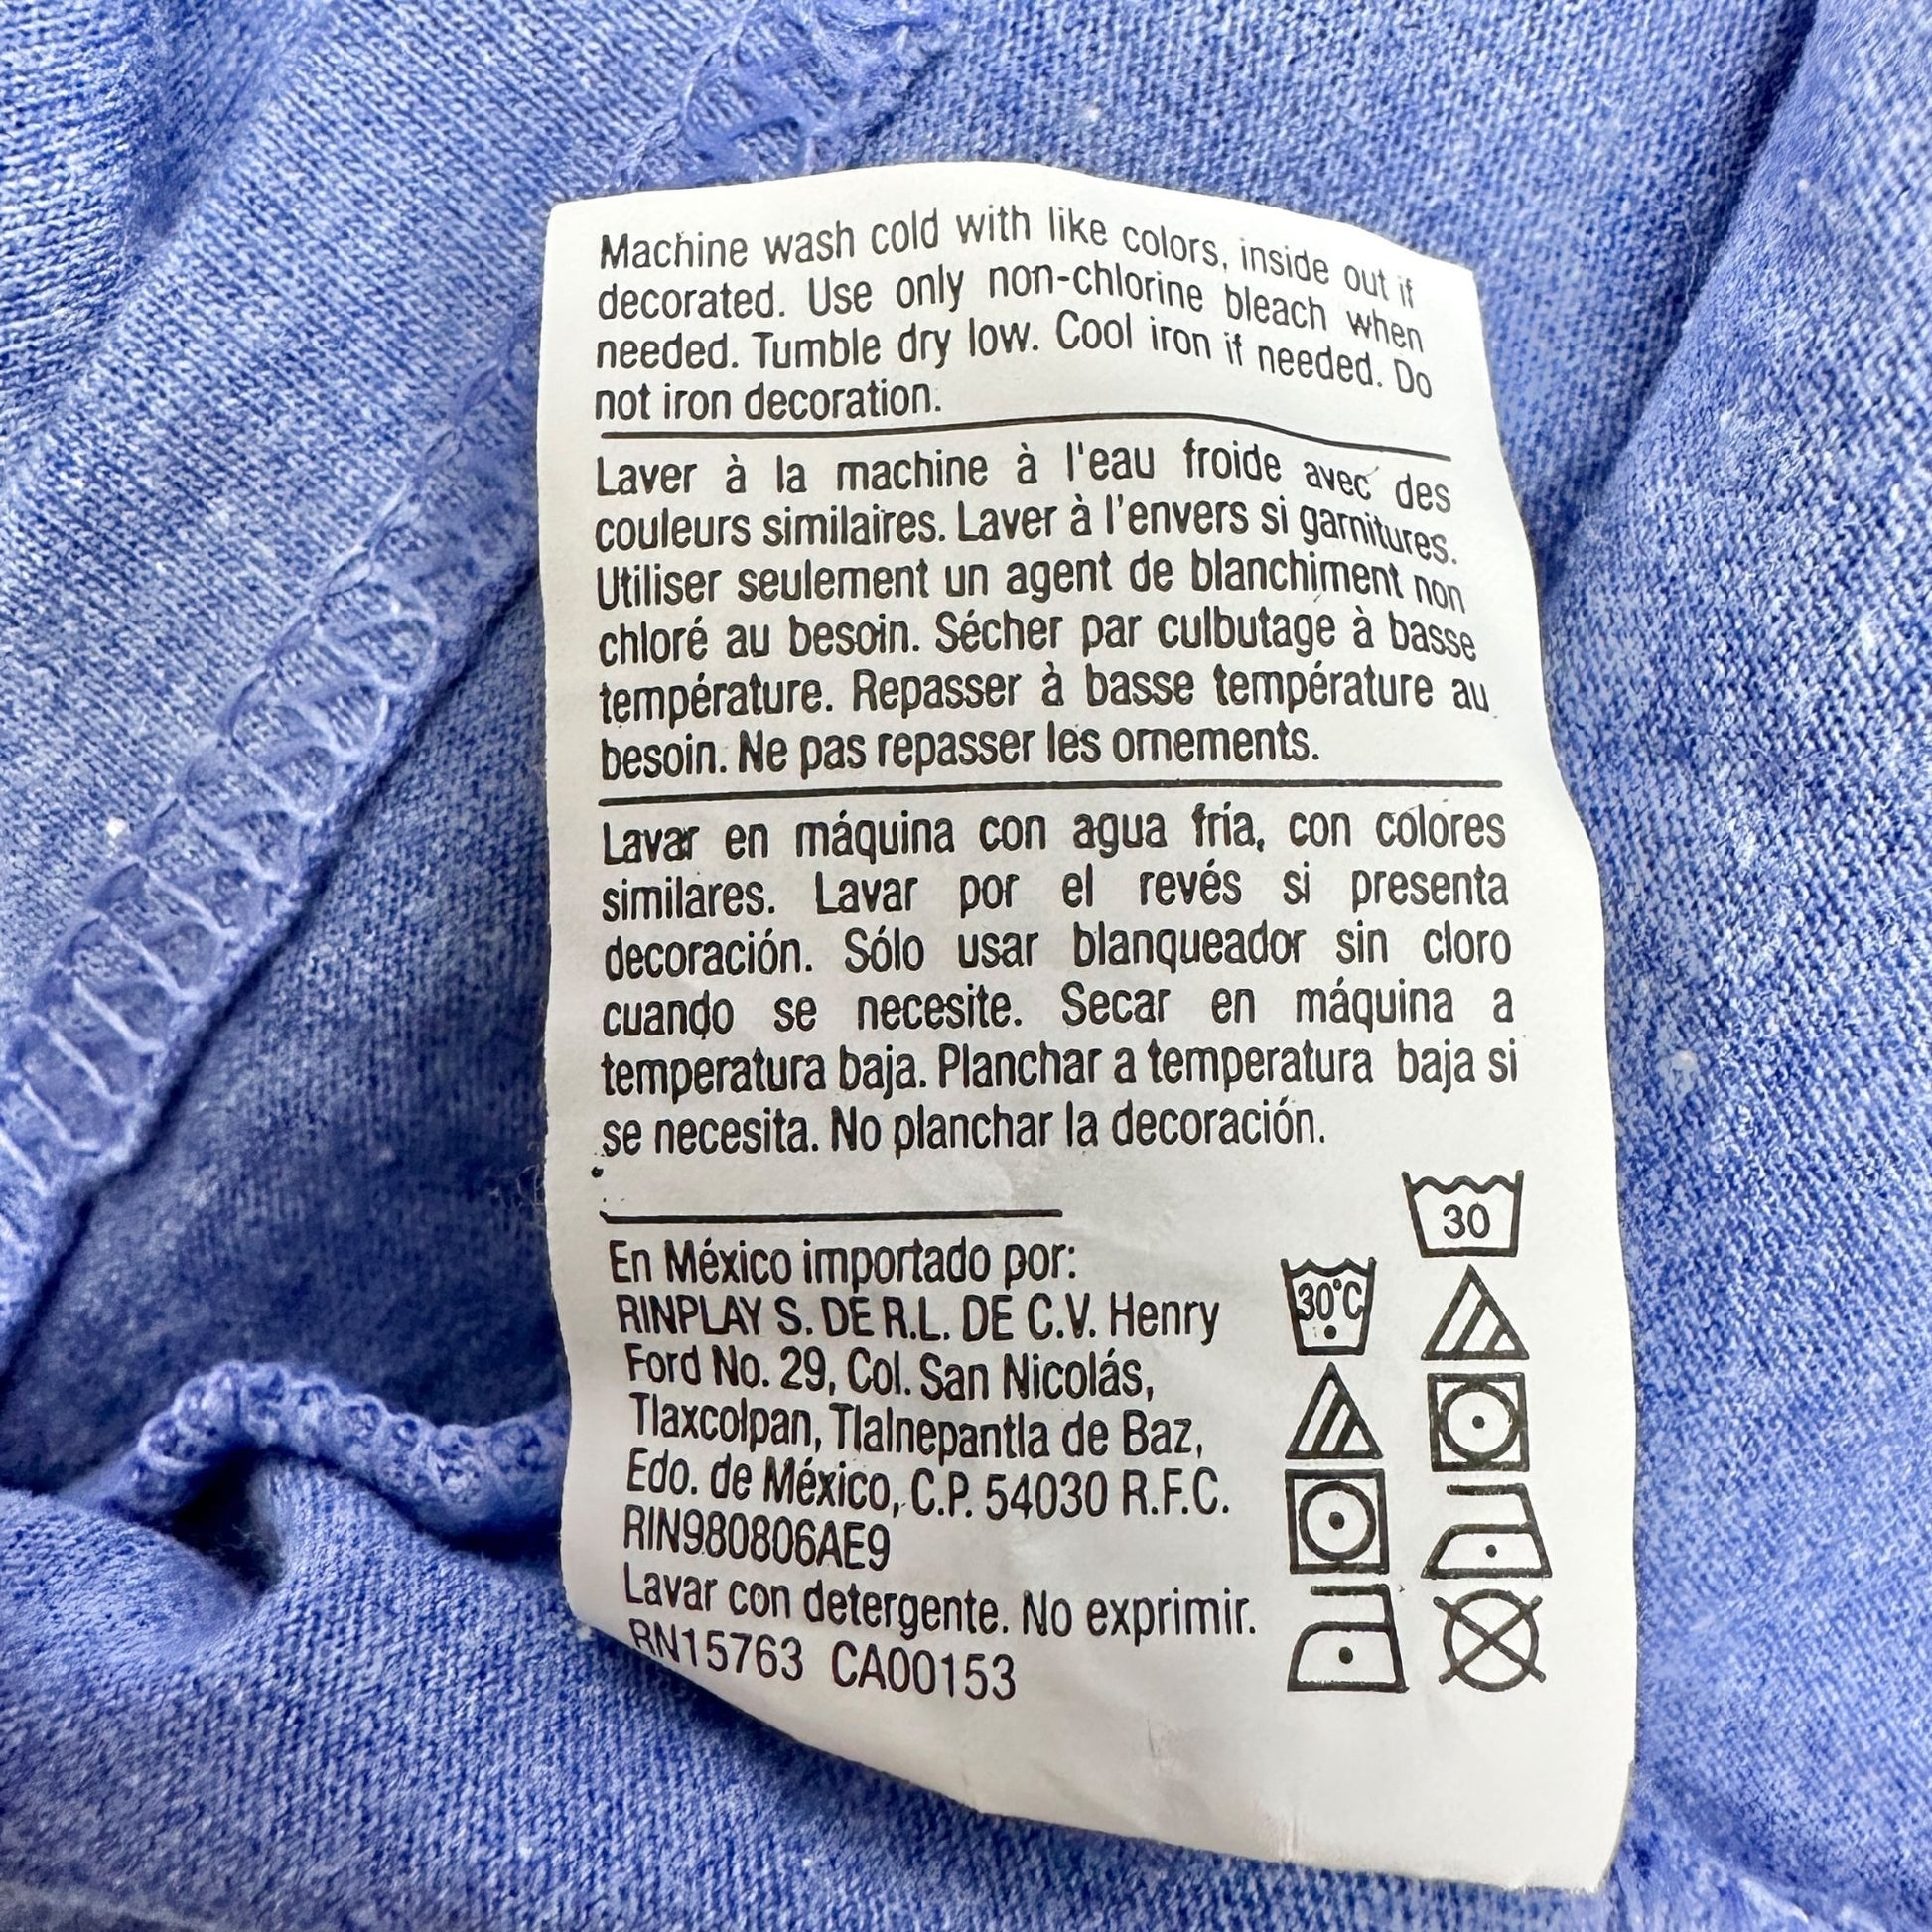 Machine wash cold with like colors, inside out if
decorated. Use only non-chlorine bleach when
needed. Tumble dry low. Cool iron if needed. Do
not iron decoration.
Laver à la machine à l'eau froide avec des
couleurs similaires. Laver à l'envers si garnitures.
Utiliser seulement un agent de blanchiment non
chloré au besoin. Sécher par culbutage à basse
température. Repasser à basse température au
besoin. Ne pas repasser les ornements.
Lavar en máquina con agua fría, con colores
similares. Lavar por el revés si presenta
decoración. Sólo usar blanqueador sin cloro
cuando se necesite. Secar en máquina a
temperatura baja. Planchar a temperatura baja si
se necesita. No planchar la decoración.
En México importado por:
RINPLAY S. DE R.L. DE C.V. Henry
Ford No. 29, Col. San Nicolás,
Tlaxcolpan, Tlalnepantla de Baz,
Edo. de México, C.P. 54030 R.F.C.
RIN980806AE9
Lavar con detergente. No exprimir.
RN15763 CA00153
30°C
30